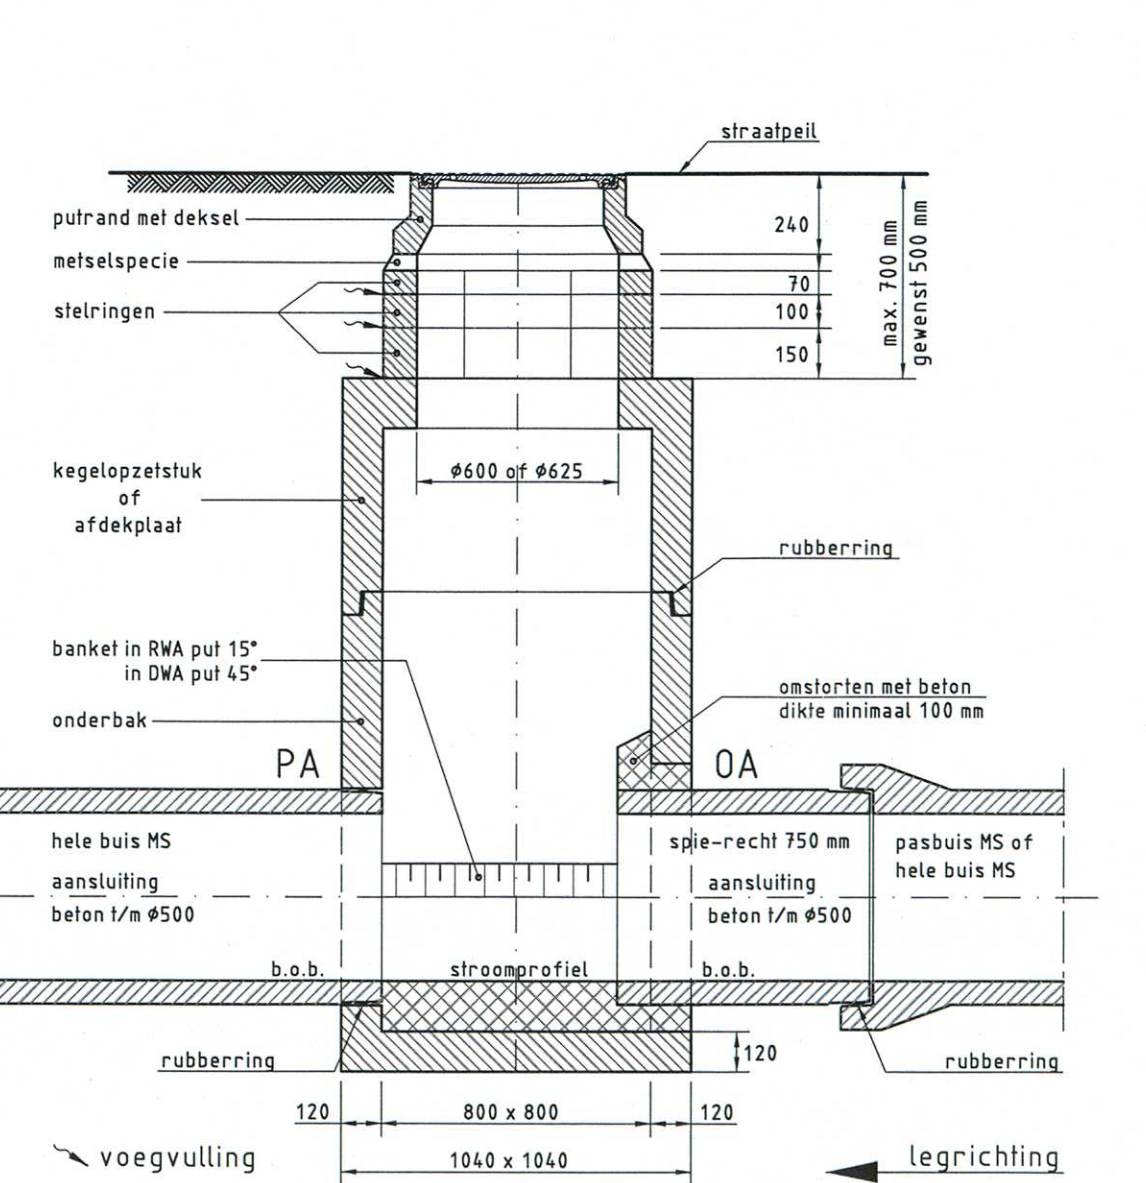 straatpeil
putrand met deksel
240
metselspecie
70
stelringen
100
150
max. 700 mm
gewenst 500 mm
kegelopzetstuk
of
afdekplaat
ø600 of ø625
rubberring
banket in RWA put 15°
in DWA put 45°
omstorten met beton
dikte minimaal 100 mm
onderbak
PA
OA
hele buis MS
spie-recht 750 mm
pasbuis MS of
hele buis MS
aansluiting
beton t/m ø500
aansluiting
beton t/m ø500
b.o.b.
stroomprofiel
b.o.b.
rubberring
120
rubberring
120
800 x 800
120
voegvulling
1040 x 1040
legrichting